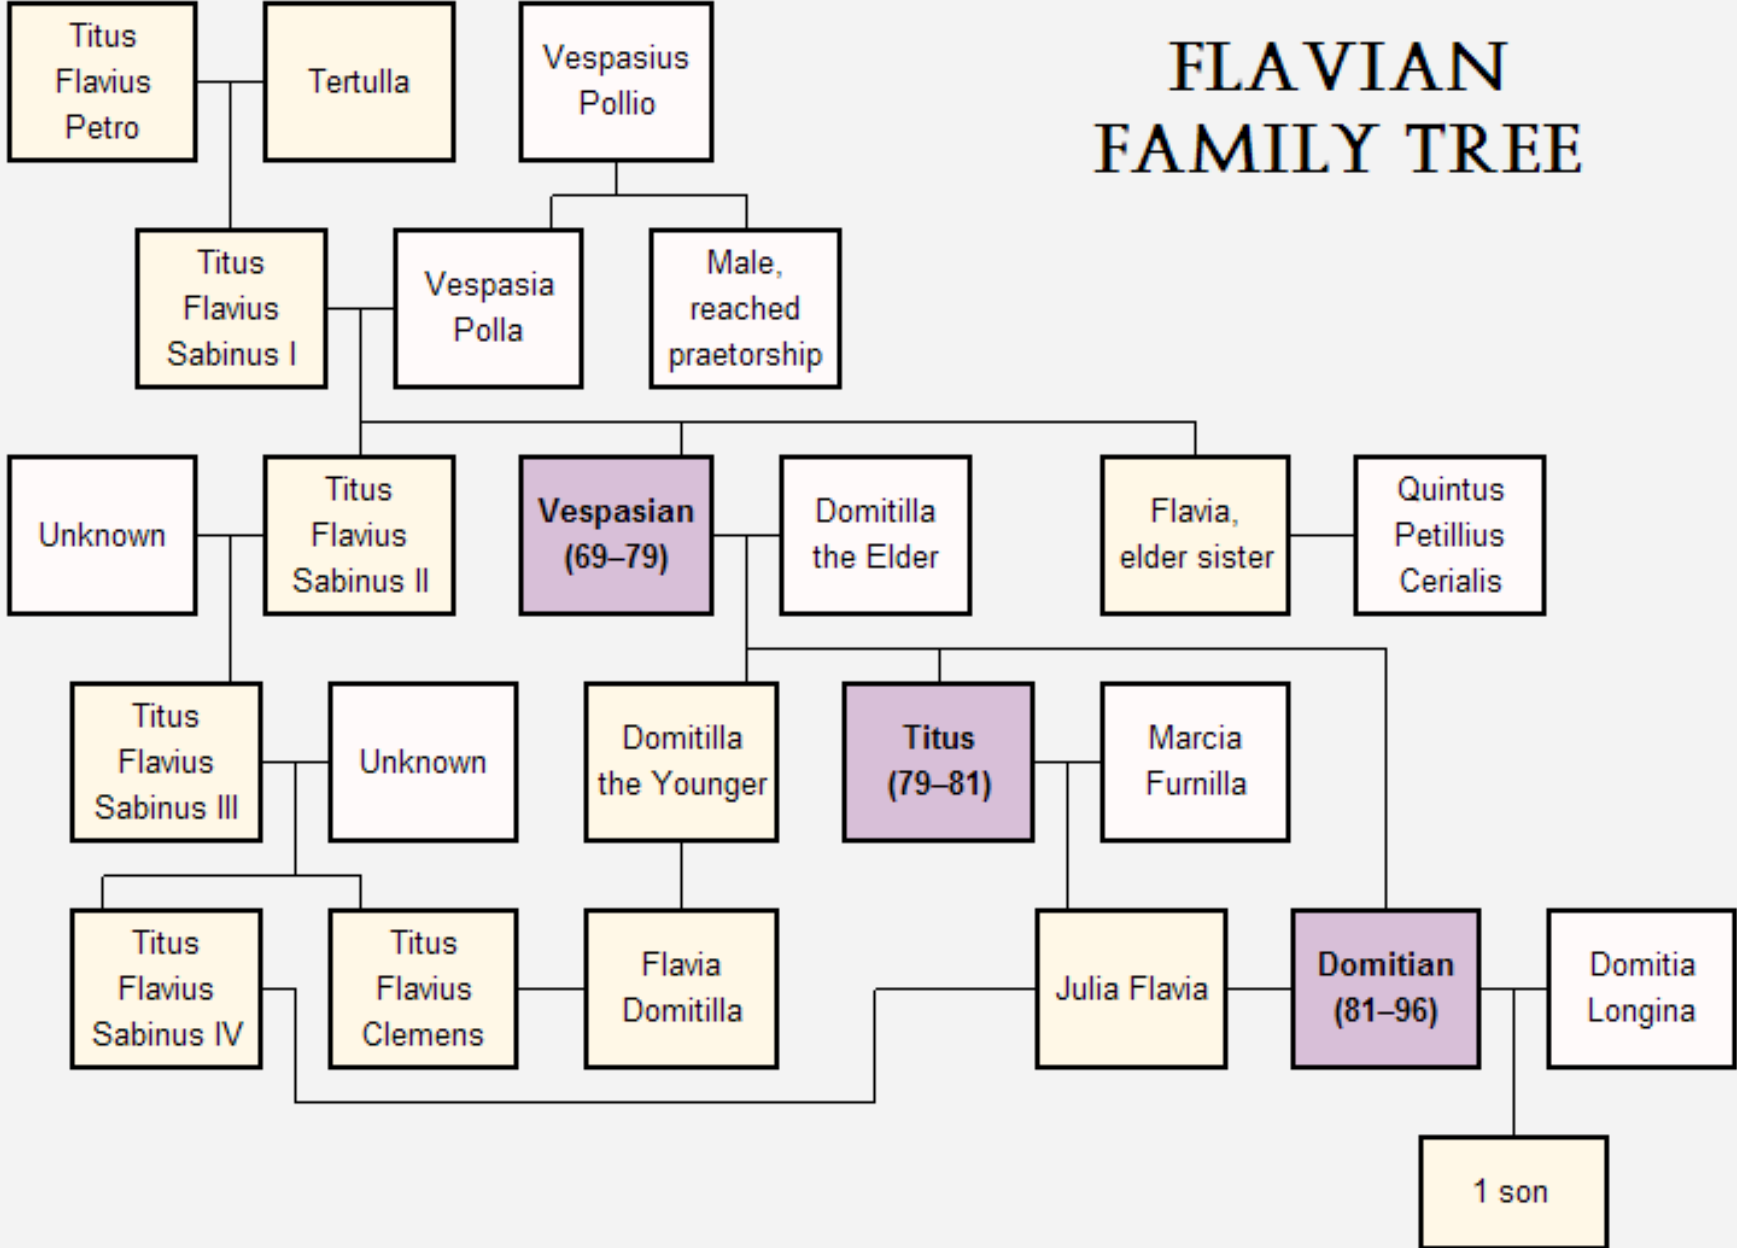 FLAVIAN
FAMILY TREE
Titus
Flavius
Petro
Tertulla
Vespasius
Pollio
Titus
Flavius
Sabinus I
Vespasia
Polla
Male,
reached
praetorship
Unknown
Titus
Flavius
Sabinus II
Vespasian
(69–79)
Domitilla
the Elder
Flavia,
elder sister
Quintus
Petillius
Cerialis
Titus
Flavius
Sabinus III
Unknown
Domitilla
the Younger
Titus
(79–81)
Marcia
Furnilla
Titus
Flavius
Sabinus IV
Titus
Flavius
Clemens
Flavia
Domitilla
Julia Flavia
Domitian
(81–96)
Domitia
Longina
1 son